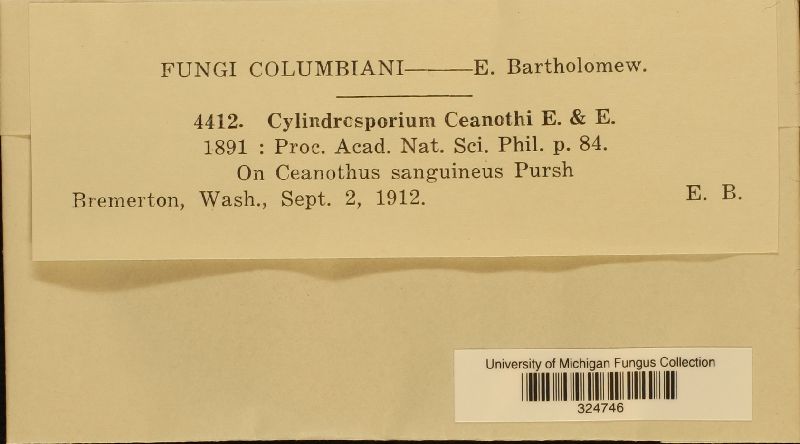 FUNGI COLUMBIANI———E. Bartholomew.
4412. Cylindrosporium Ceanothi E. & E.
1891 : Proc. Acad. Nat. Sci. Phil. p. 84.
On Ceanothus sanguineus Pursh
Bremerton, Wash., Sept. 2, 1912. E. B.
University of Michigan Fungus Collection
324746